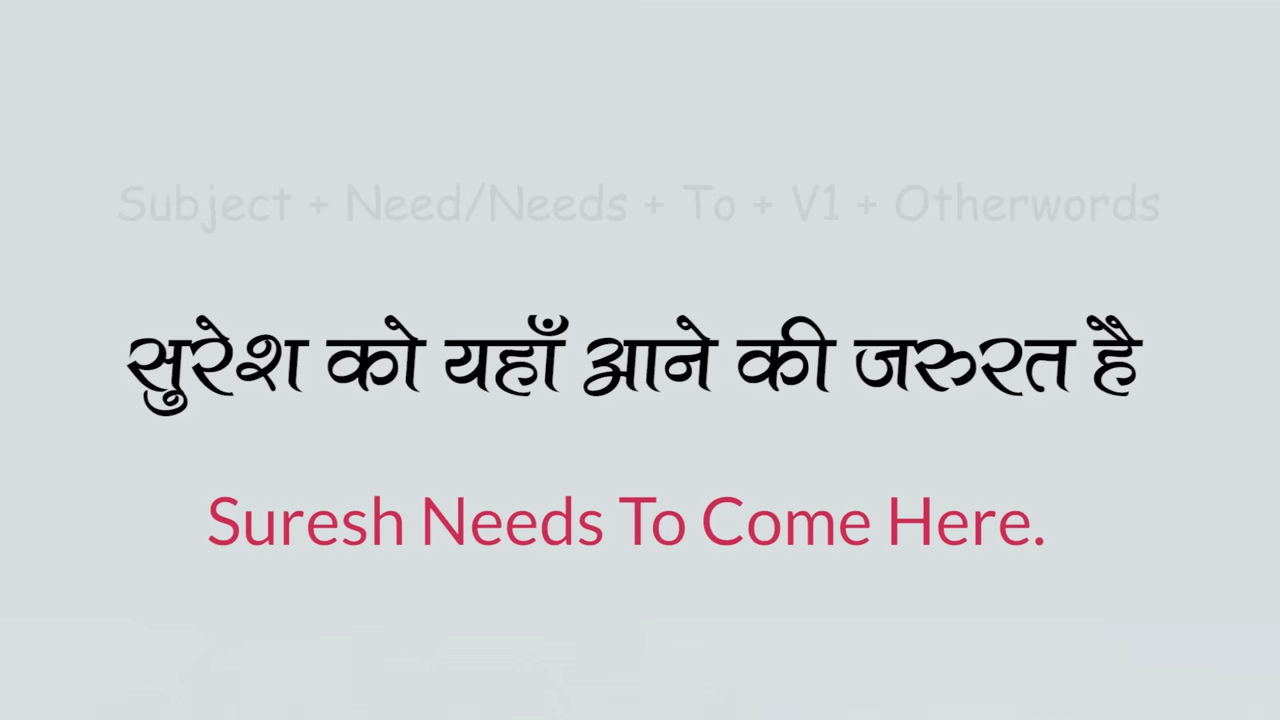 Subject + Need/Needs + To + V1 + Otherwords
सुरेश को यहाँ आने की जरुरत है
Suresh Needs To Come Here.